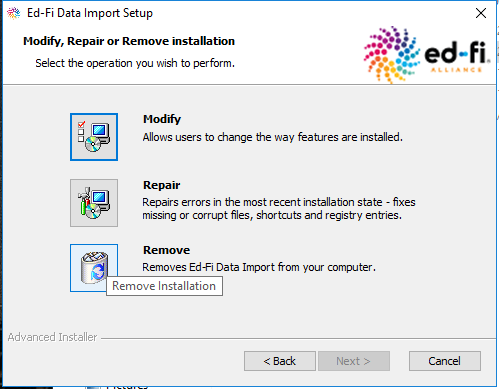 Ed-Fi Data Import Setup
Modify, Repair or Remove installation
Select the operation you wish to perform.
ed-fi
ALLIANCE
Modify
Allows users to change the way features are installed.
Repair
Repairs errors in the most recent installation state - fixes
missing or corrupt files, shortcuts and registry entries.
Remove
Removes Ed-Fi Data Import from your computer.
Remove Installation
Advanced Installer
< Back
Next >
Cancel
Pictures